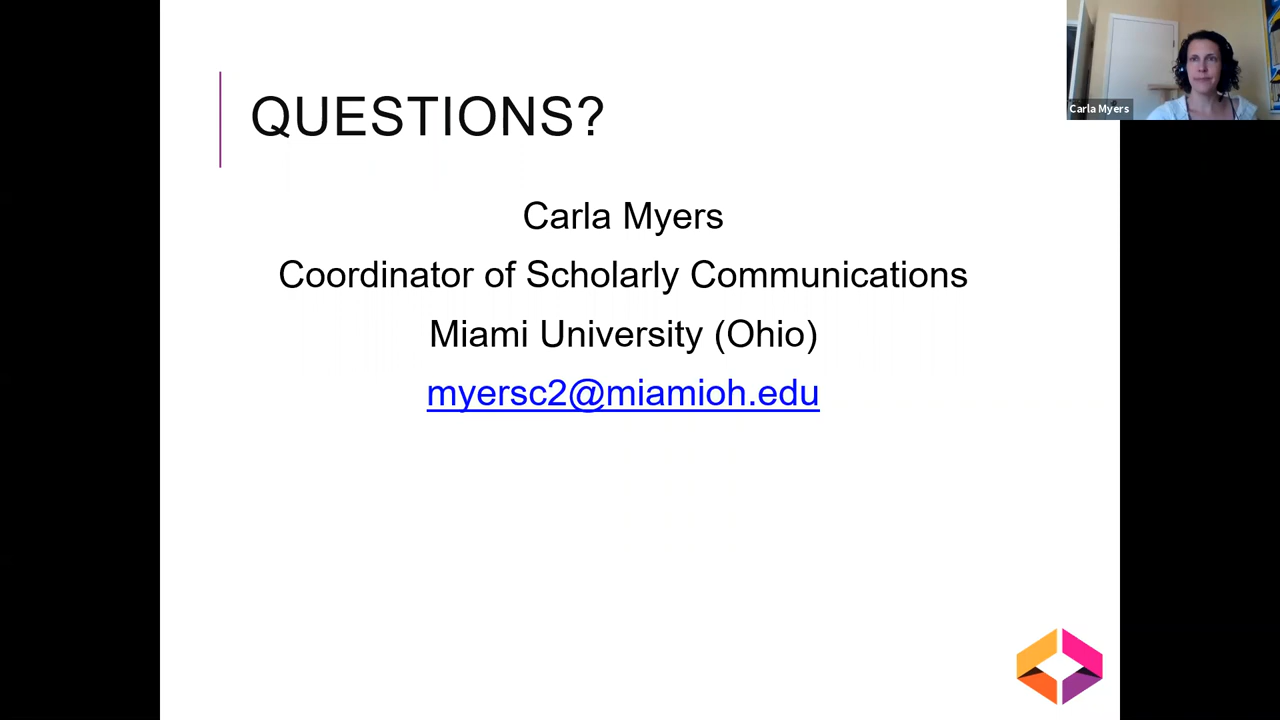 QUESTIONS?
Carla Myers
Carla Myers
Coordinator of Scholarly Communications
Miami University (Ohio)
myersc2@miamioh.edu